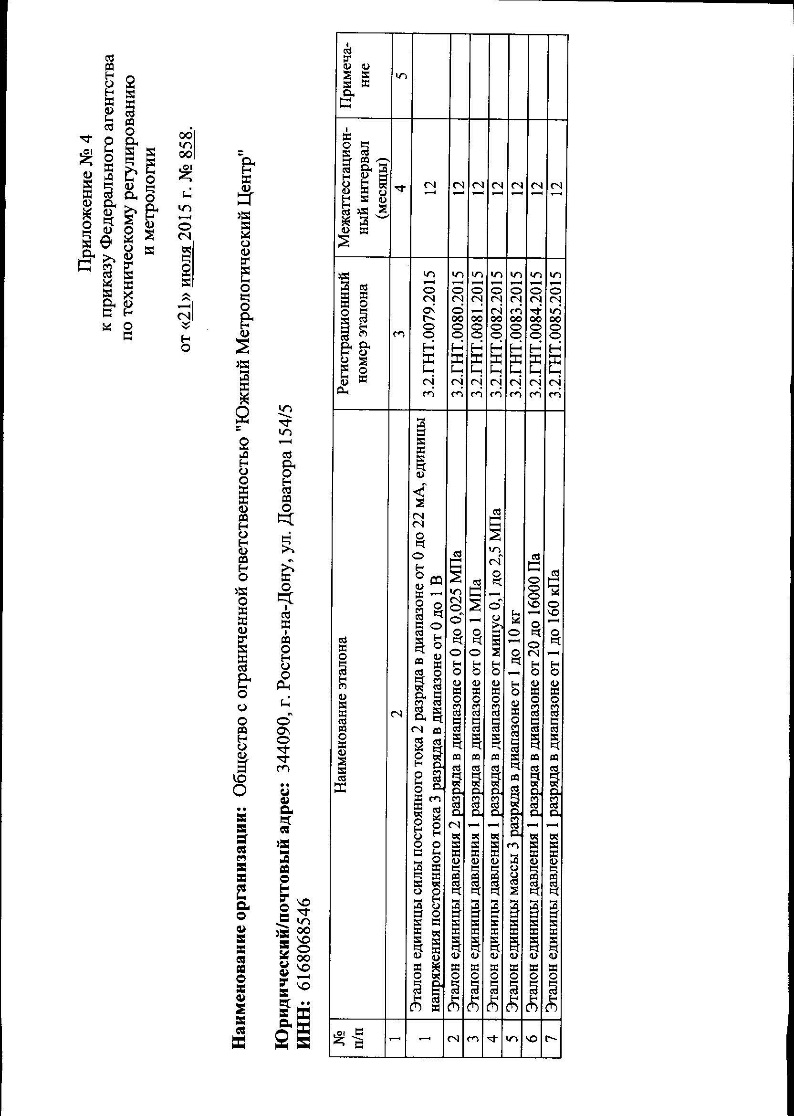 Приложение № 4
к приказу Федерального агентства
по техническому регулированию
и метрологии
от «21» июля 2015 г. № 858.
Наименование организации: Общество с ограниченной ответственностью "Южный Метрологический Центр"
Юридический/почтовый адрес: 344090, г. Ростов-на-Дону, ул. Доватора 154/5
ИНН: 6168068546
№ п/п Наименование эталона Регистрационный номер эталона Межаттестационный интервал (месяцы) Примечание
1 2 3 4 5
1 Эталон единицы силы постоянного тока 2 разряда в диапазоне от 0 до 22 мА, единицы
напряжения постоянного тока 3 разряда в диапазоне от 0 до 1 В 3.2.ГНТ.0079.2015 12
2 Эталон единицы давления 2 разряда в диапазоне от 0 до 0,025 МПа 3.2.ГНТ.0080.2015 12
3 Эталон единицы давления 1 разряда в диапазоне от 0 до 1 МПа 3.2.ГНТ.0081.2015 12
4 Эталон единицы давления 1 разряда в диапазоне от минус 0,1 до 2,5 МПа 3.2.ГНТ.0082.2015 12
5 Эталон единицы массы 3 разряда в диапазоне от 1 до 10 кг 3.2.ГНТ.0083.2015 12
6 Эталон единицы давления 1 разряда в диапазоне от 20 до 16000 Па 3.2.ГНТ.0084.2015 12
7 Эталон единицы давления 1 разряда в диапазоне от 1 до 160 кПа 3.2.ГНТ.0085.2015 12